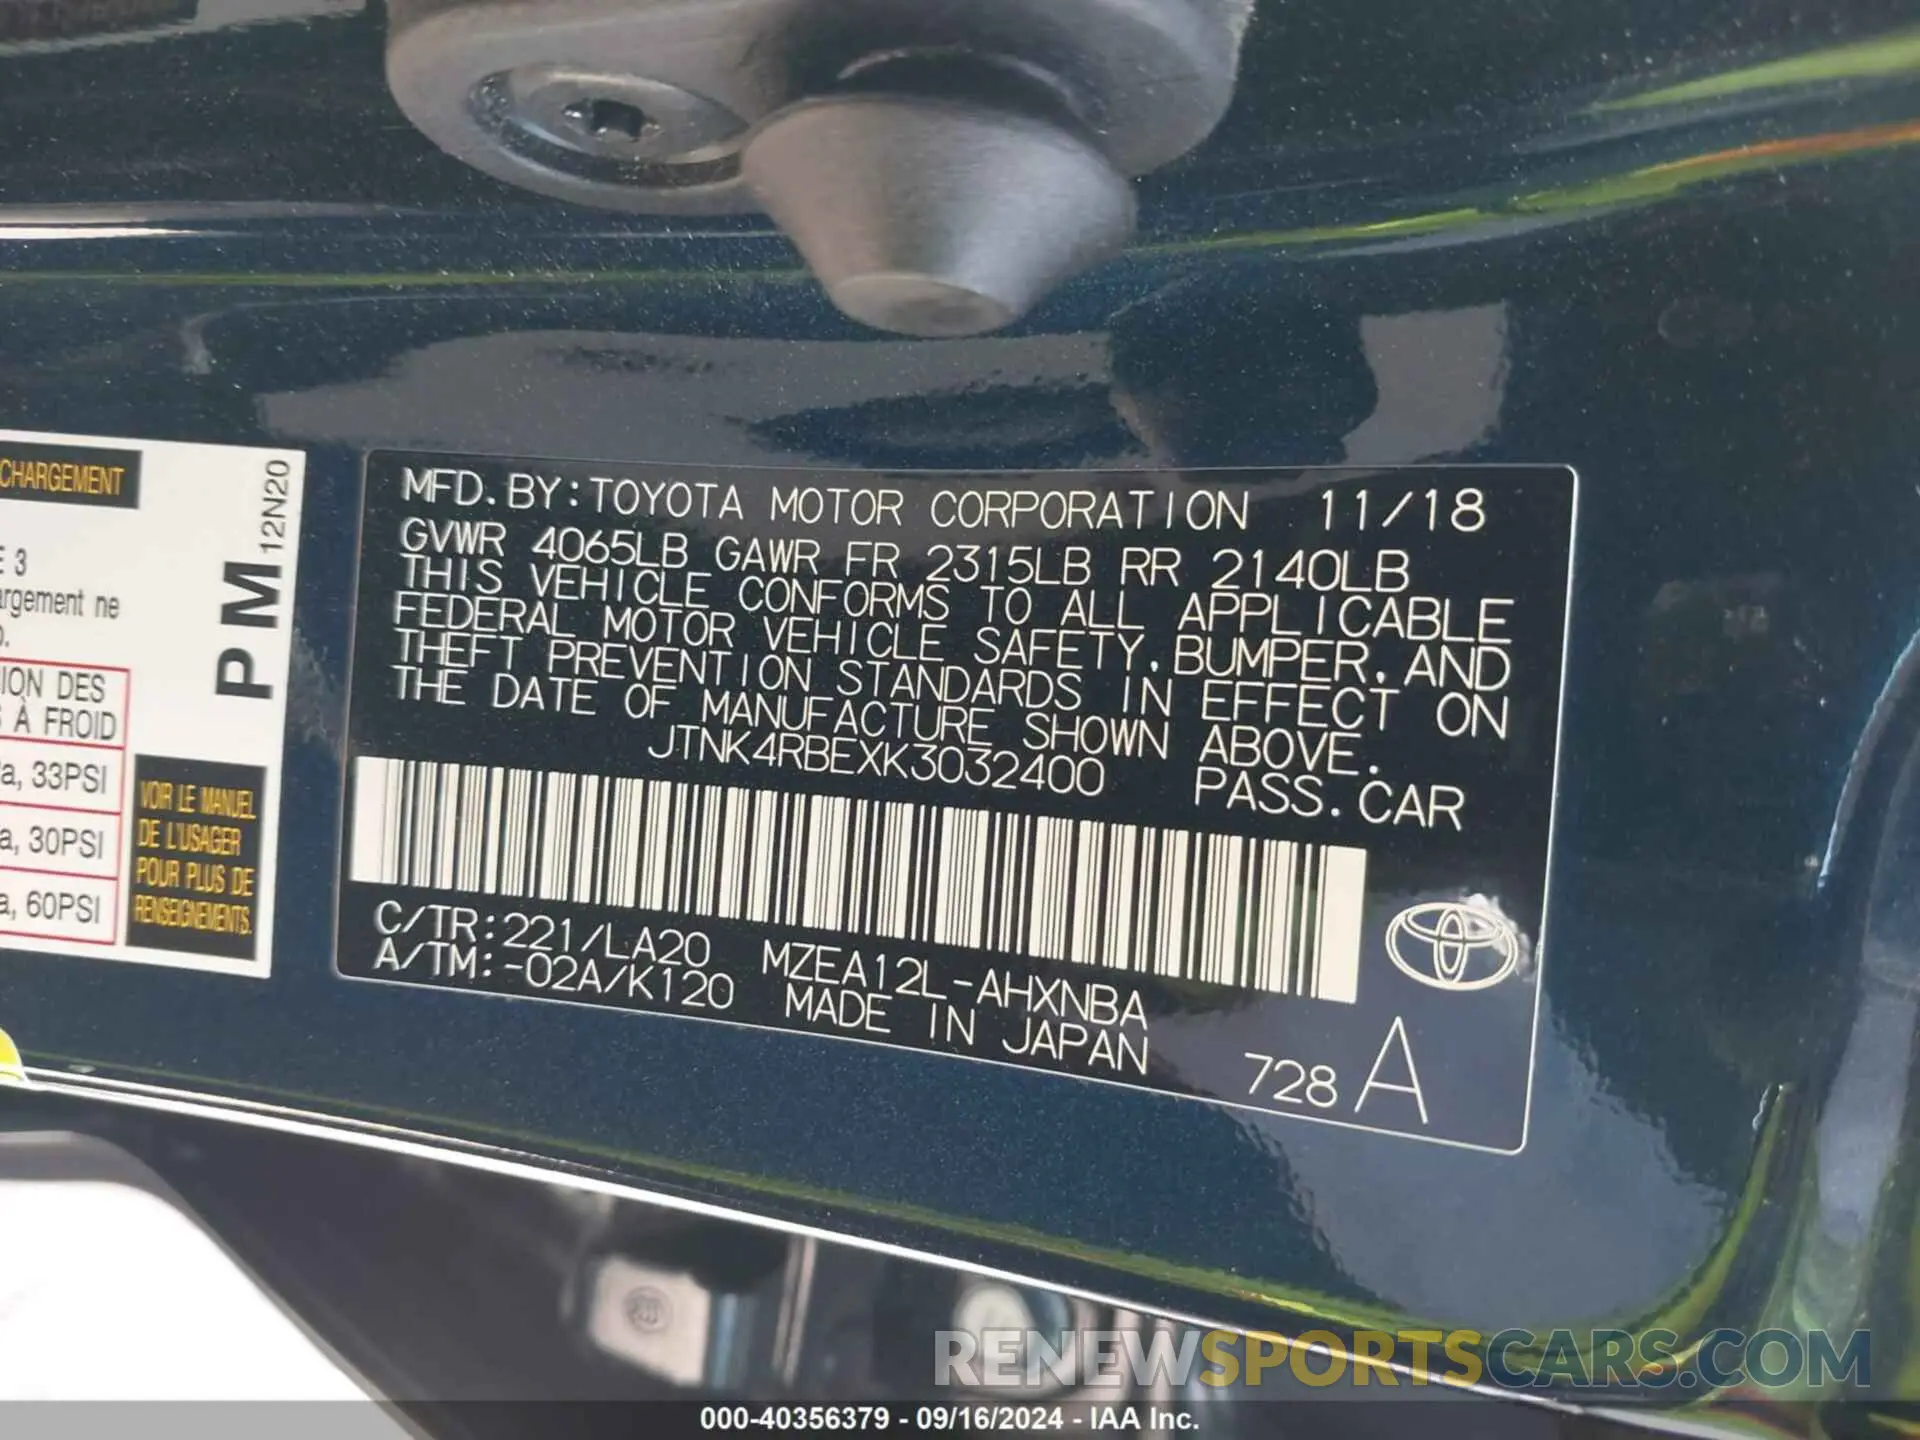 CHARGEMENT
12N20
PM
E 3
argement ne
ION DES
À FROID
a, 33PSI
a, 30PSI
a, 60PSI
VOIR LE MANUEL
DE L'USAGER
POUR PLUS DE
RENSEIGNEMENTS.
MFD.BY:TOYOTA MOTOR CORPORATION 11/18
GVWR 4065LB GAWR FR 2315LB RR 2140LB
THIS VEHICLE CONFORMS TO ALL APPLICABLE
FEDERAL MOTOR VEHICLE SAFETY,BUMPER,AND
THEFT PREVENTION STANDARDS IN EFFECT ON
THE DATE OF MANUFACTURE SHOWN ABOVE.
JTNK4RBEXK3032400 PASS.CAR
C/TR:221/LA20 MZEA12L-AHXNBA
A/TM:-02A/K120 MADE IN JAPAN
728 A
RENEWSPORTSCARS.COM
000-40356379 - 09/16/2024 - IAA Inc.